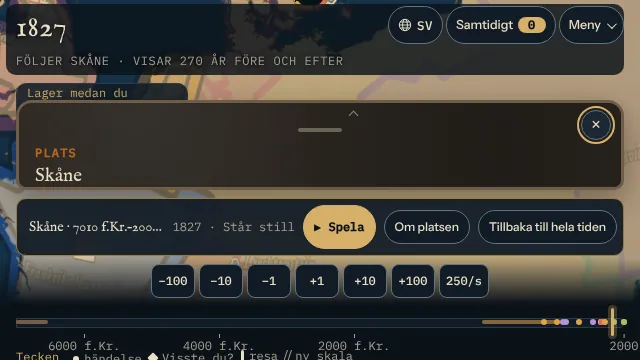 1827
SV
Samtidigt 0
Meny
FÖLJER SKÅNE · VISAR 270 ÅR FÖRE OCH EFTER
Lager medan du
×
PLATS
Skåne
Skåne · 7010 f.Kr.–200…
1827 · Står still
▶ Spela
Om platsen
Tillbaka till hela tiden
−100
−10
−1
+1
+10
+100
250/s
6000 f.Kr.
4000 f.Kr.
2000 f.Kr.
2000
Tecken ● händelse ◆ Visste du? | resa // ny skala